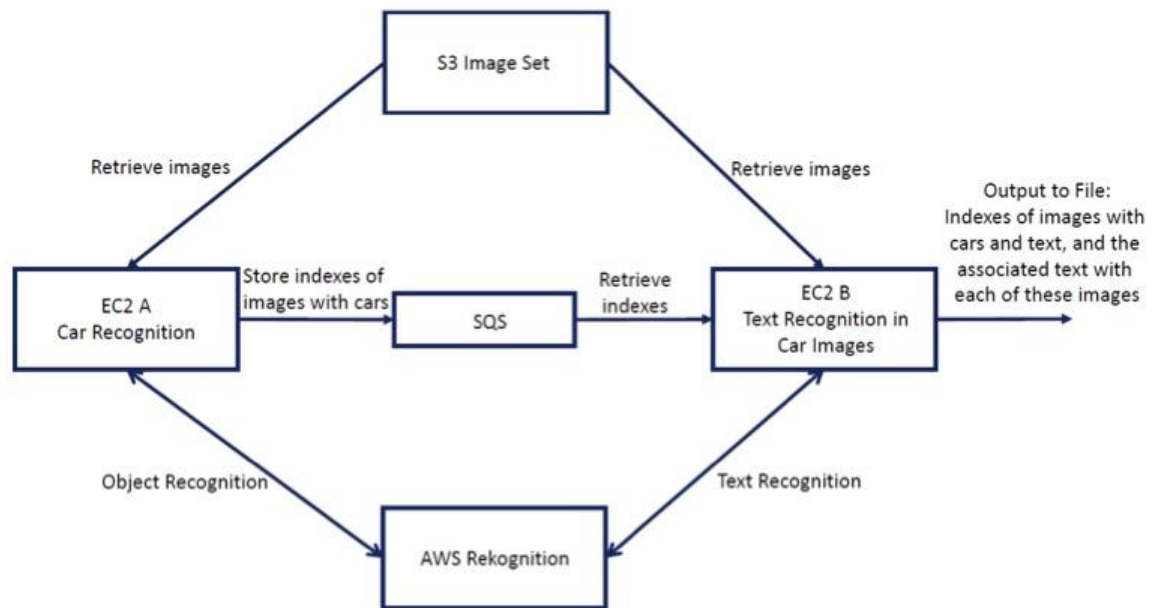 S3 Image Set
Retrieve images
Retrieve images
Output to File:
Indexes of images with
cars and text, and the
associated text with
each of these images
EC2 A
Car Recognition
Store indexes of
images with cars
SQS
Retrieve
indexes
EC2 B
Text Recognition in
Car Images
Object Recognition
Text Recognition
AWS Rekognition